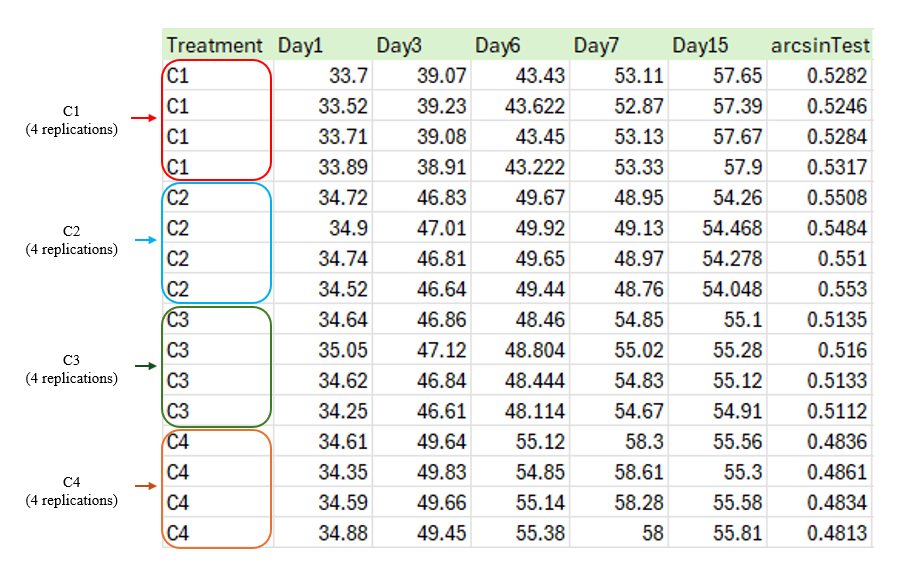 Treatment Day1 Day3 Day6 Day7 Day15 arcsinTest
C1 33.7 39.07 43.43 53.11 57.65 0.5282
C1 33.52 39.23 43.622 52.87 57.39 0.5246
C1 33.71 39.08 43.45 53.13 57.67 0.5284
C1 33.89 38.91 43.222 53.33 57.9 0.5317
C1
(4 replications)
C2 34.72 46.83 49.67 48.95 54.26 0.5508
C2 34.9 47.01 49.92 49.13 54.468 0.5484
C2 34.74 46.81 49.65 48.97 54.278 0.551
C2 34.52 46.64 49.44 48.76 54.048 0.553
C2
(4 replications)
C3 34.64 46.86 48.46 54.85 55.1 0.5135
C3 35.05 47.12 48.804 55.02 55.28 0.516
C3 34.62 46.84 48.444 54.83 55.12 0.5133
C3 34.25 46.61 48.114 54.67 54.91 0.5112
C3
(4 replications)
C4 34.61 49.64 55.12 58.3 55.56 0.4836
C4 34.35 49.83 54.85 58.61 55.3 0.4861
C4 34.59 49.66 55.14 58.28 55.58 0.4834
C4 34.88 49.45 55.38 58 55.81 0.4813
C4
(4 replications)